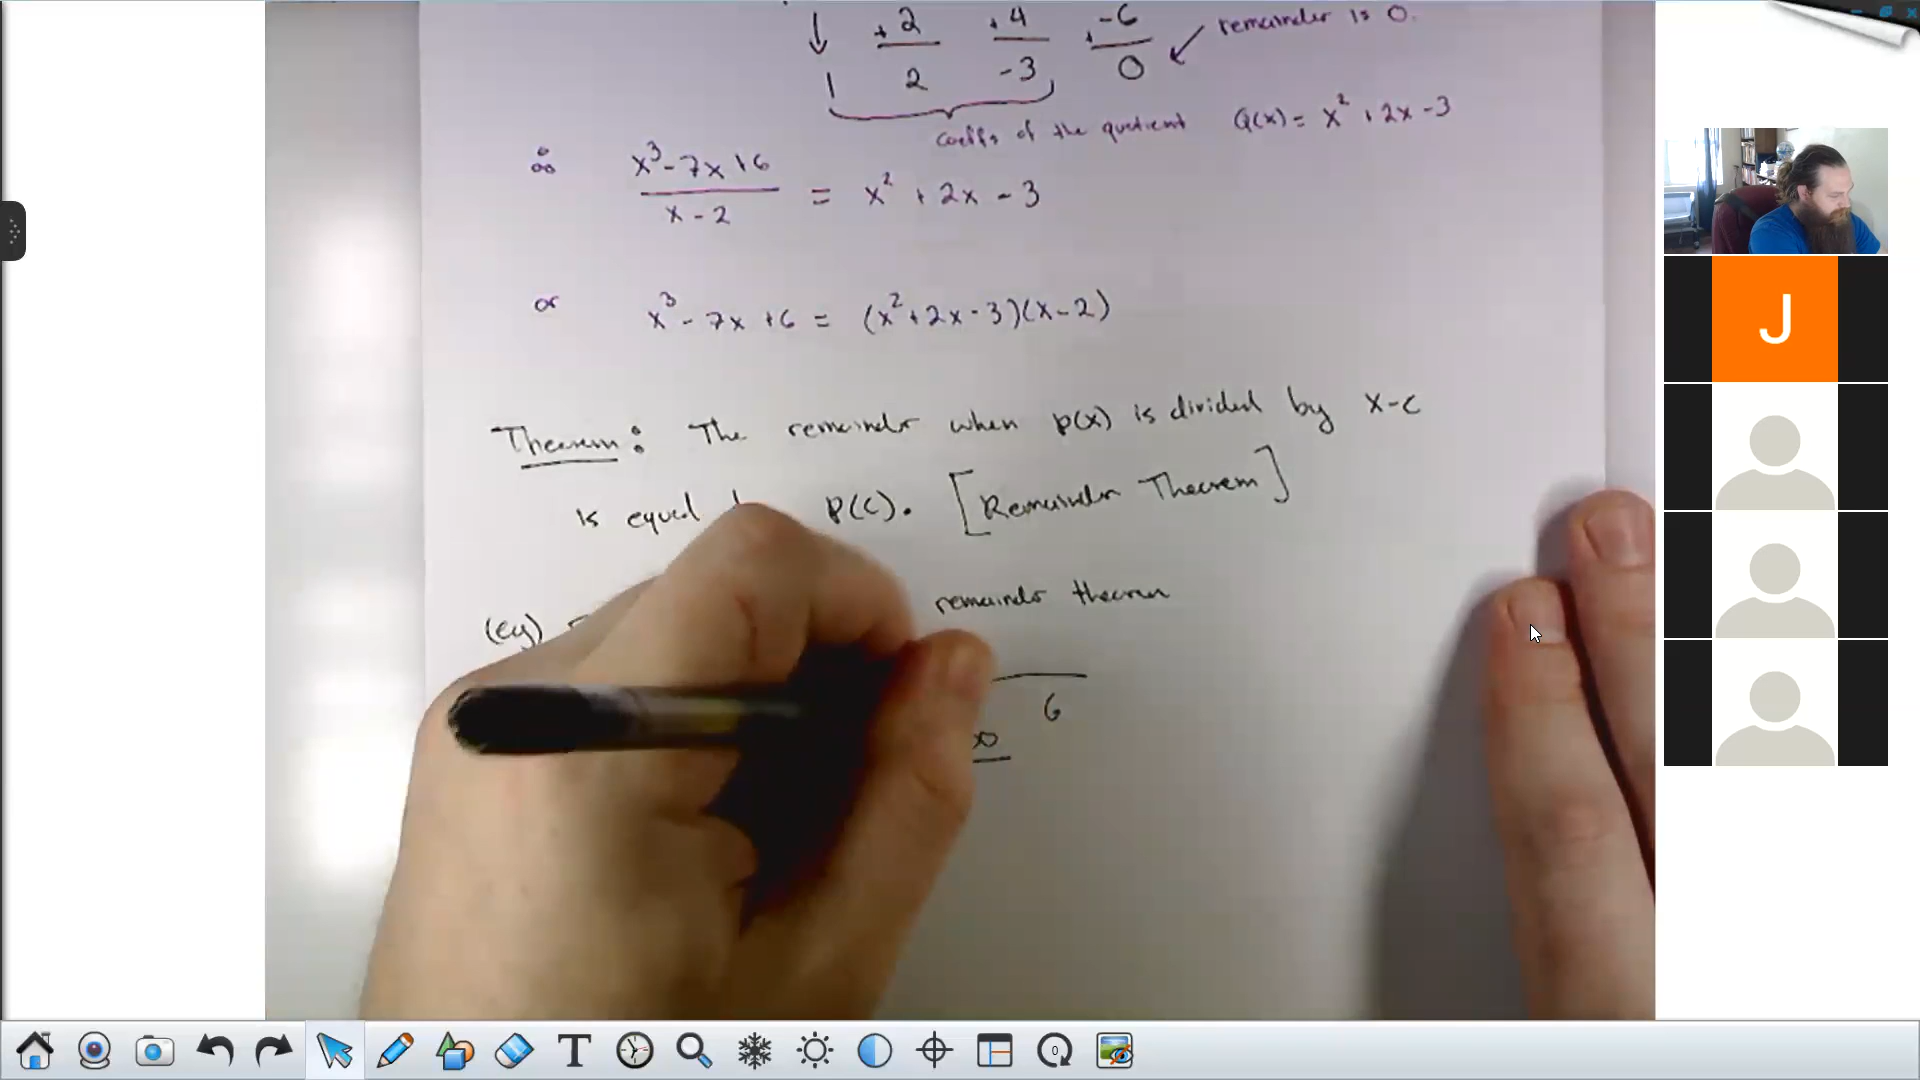 +2 +4 +-6 remainder is 0.
1 2 -3 0
coeffs of the quotient Q(x) = x² + 2x - 3
∴ x³ - 7x + 6 / x - 2 = x² + 2x - 3
or x³ - 7x + 6 = (x² + 2x - 3)(x - 2)
Theorem: The remainder when p(x) is divided by x-c
is equal P(c). [Remainder Theorem]
(eg) remainder theorem
6
J
T
0